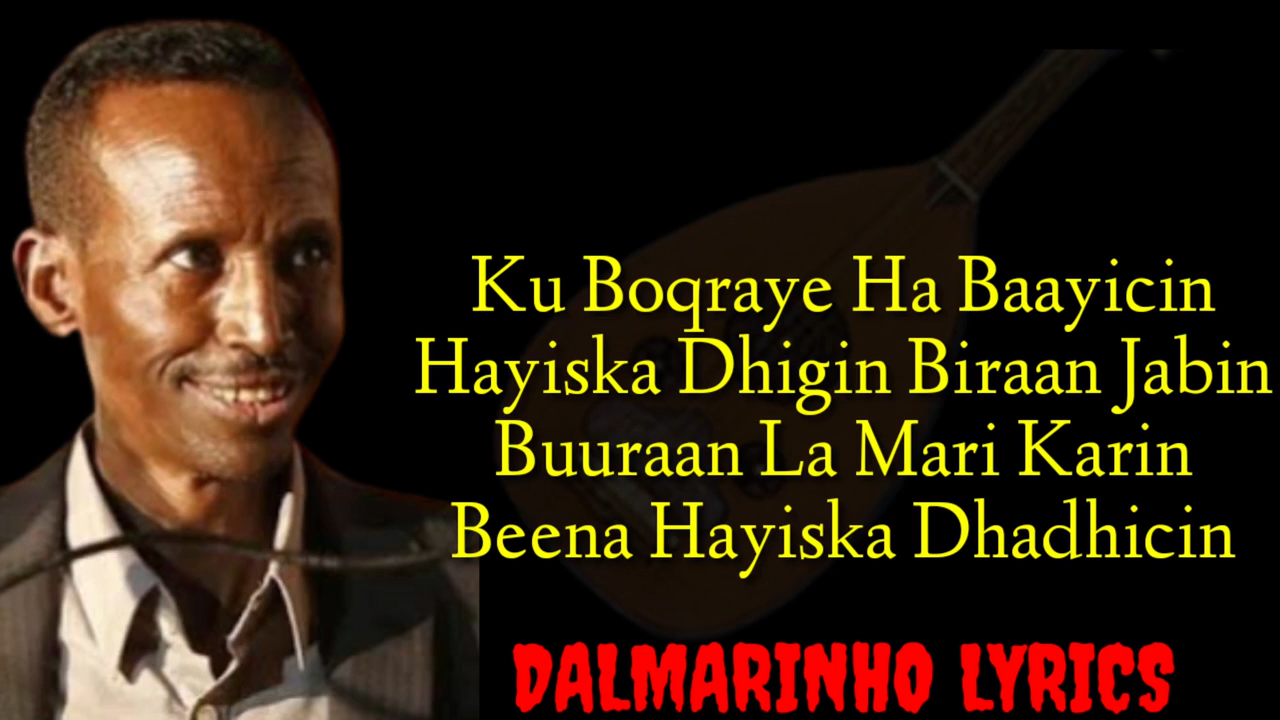 Ku Boqraye Ha Baayicin
Hayiska Dhigin Biraan Jabin
Buuraan La Mari Karin
Beena Hayiska Dhadhicin
DALMARINHO LYRICS